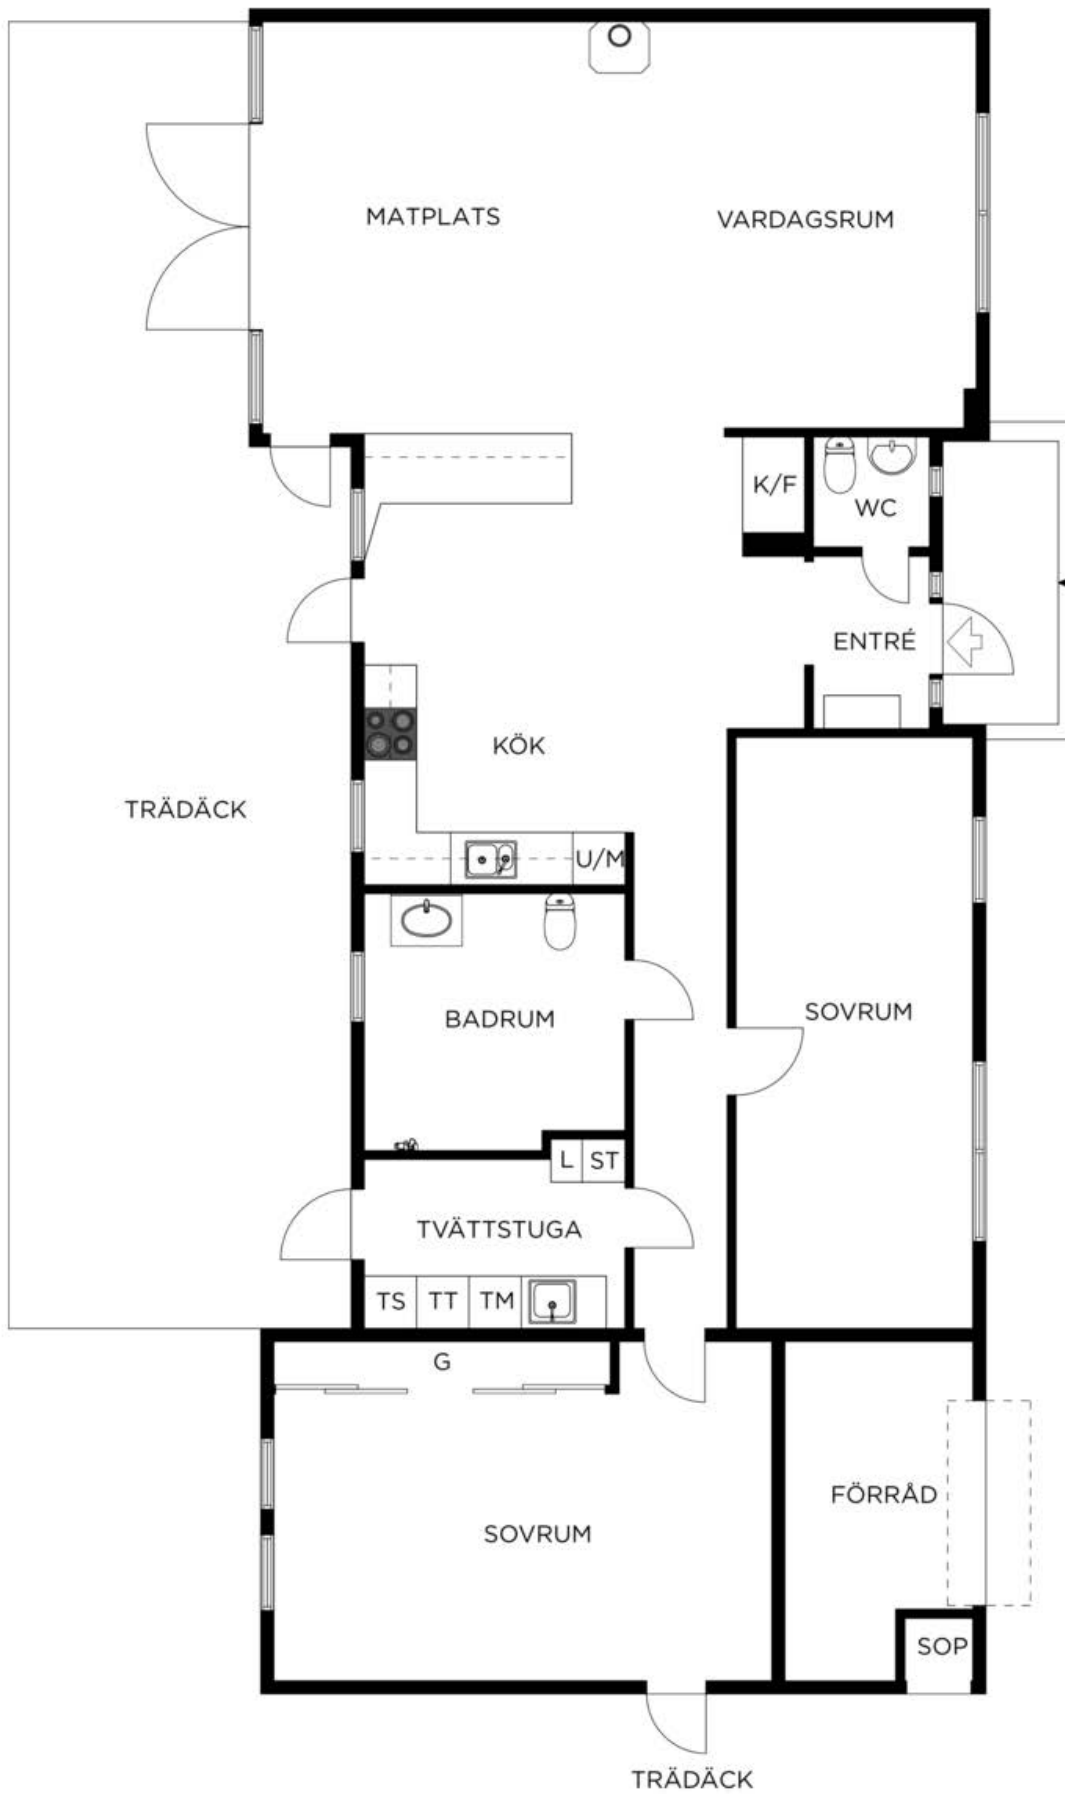 MATPLATS
VARDAGSRUM
K/F
WC
ENTRÉ
KÖK
TRÄDÄCK
U/M
BADRUM
SOVRUM
L
ST
TVÄTTSTUGA
TS
TT
TM
G
FÖRRÅD
SOVRUM
SOP
TRÄDÄCK